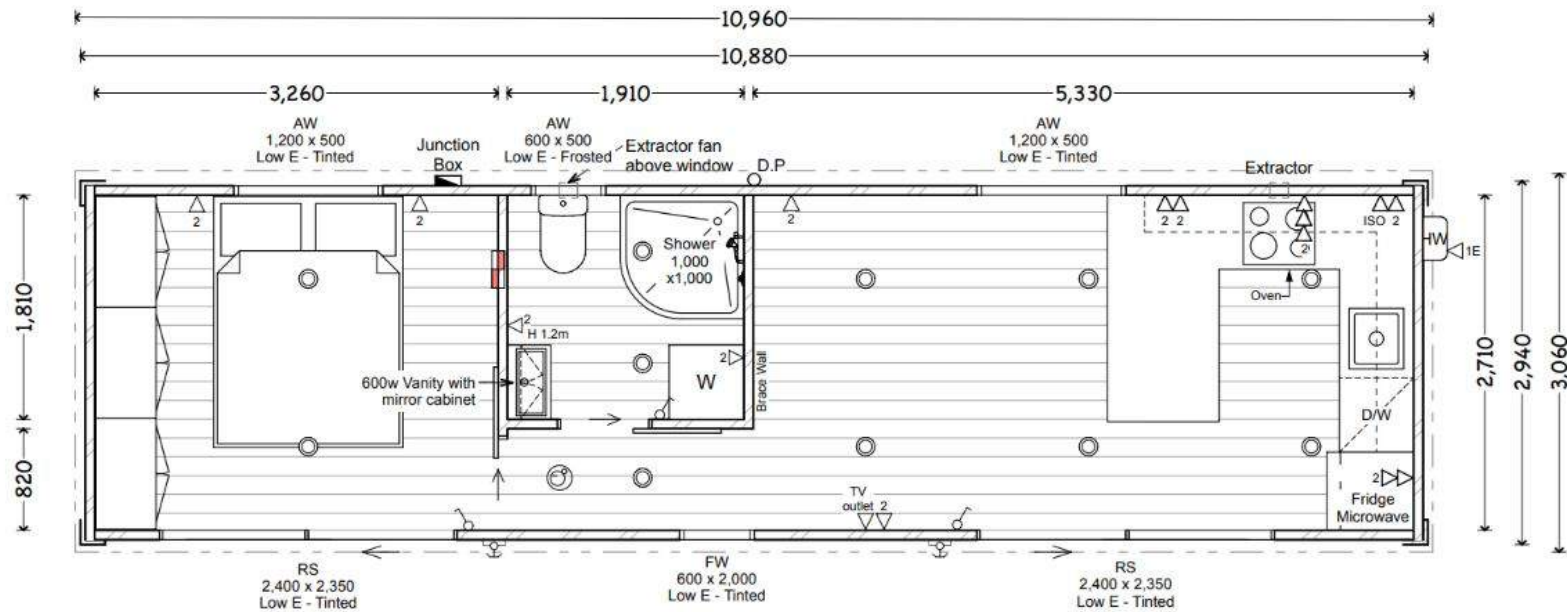 10,960
10,880
3,260
1,910
5,330
AW
1,200 x 500
Low E - Tinted
Junction
Box
AW
600 x 500
Low E - Frosted
Extractor fan
above window
D.P
AW
1,200 x 500
Low E - Tinted
Extractor
2
2
2
2 2
2
ISO 2
HW
1E
Shower
1,000
x1,000
Oven
1,810
820
2
H 1.2m
600w Vanity with
mirror cabinet
W
2
Brace Wall
D/W
2
Fridge
Microwave
TV
outlet 2
2,710
2,940
3,060
RS
2,400 x 2,350
Low E - Tinted
FW
600 x 2,000
Low E - Tinted
RS
2,400 x 2,350
Low E - Tinted